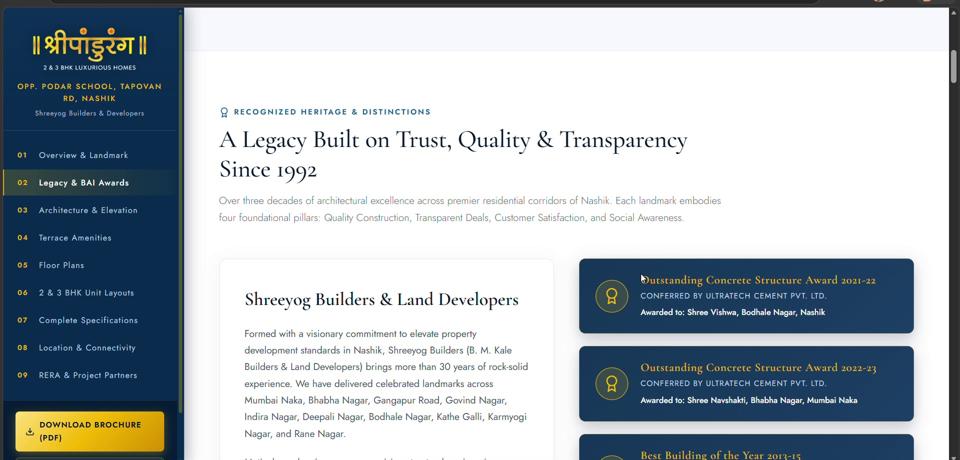 ॥श्रीपांडुरंग॥
2 & 3 BHK LUXURIOUS HOMES
OPP. PODAR SCHOOL, TAPOVAN
RD, NASHIK
Shreeyog Builders & Developers
01 Overview & Landmark
02 Legacy & BAI Awards
03 Architecture & Elevation
04 Terrace Amenities
05 Floor Plans
06 2 & 3 BHK Unit Layouts
07 Complete Specifications
08 Location & Connectivity
09 RERA & Project Partners
DOWNLOAD BROCHURE
(PDF)
RECOGNIZED HERITAGE & DISTINCTIONS
A Legacy Built on Trust, Quality & Transparency
Since 1992
Over three decades of architectural excellence across premier residential corridors of Nashik. Each landmark embodies
four foundational pillars: Quality Construction, Transparent Deals, Customer Satisfaction, and Social Awareness.
Shreeyog Builders & Land Developers
Formed with a visionary commitment to elevate property
development standards in Nashik, Shreeyog Builders (B. M. Kale
Builders & Land Developers) brings more than 30 years of rock-solid
experience. We have delivered celebrated landmarks across
Mumbai Naka, Bhabha Nagar, Gangapur Road, Govind Nagar,
Indira Nagar, Deepali Nagar, Bodhale Nagar, Kathe Galli, Karmyogi
Nagar, and Rane Nagar.
Outstanding Concrete Structure Award 2021-22
CONFERRED BY ULTRATECH CEMENT PVT. LTD.
Awarded to: Shree Vishwa, Bodhale Nagar, Nashik
Outstanding Concrete Structure Award 2022-23
CONFERRED BY ULTRATECH CEMENT PVT. LTD.
Awarded to: Shree Navshakti, Bhabha Nagar, Mumbai Naka
Best Building of the Year 2013-15